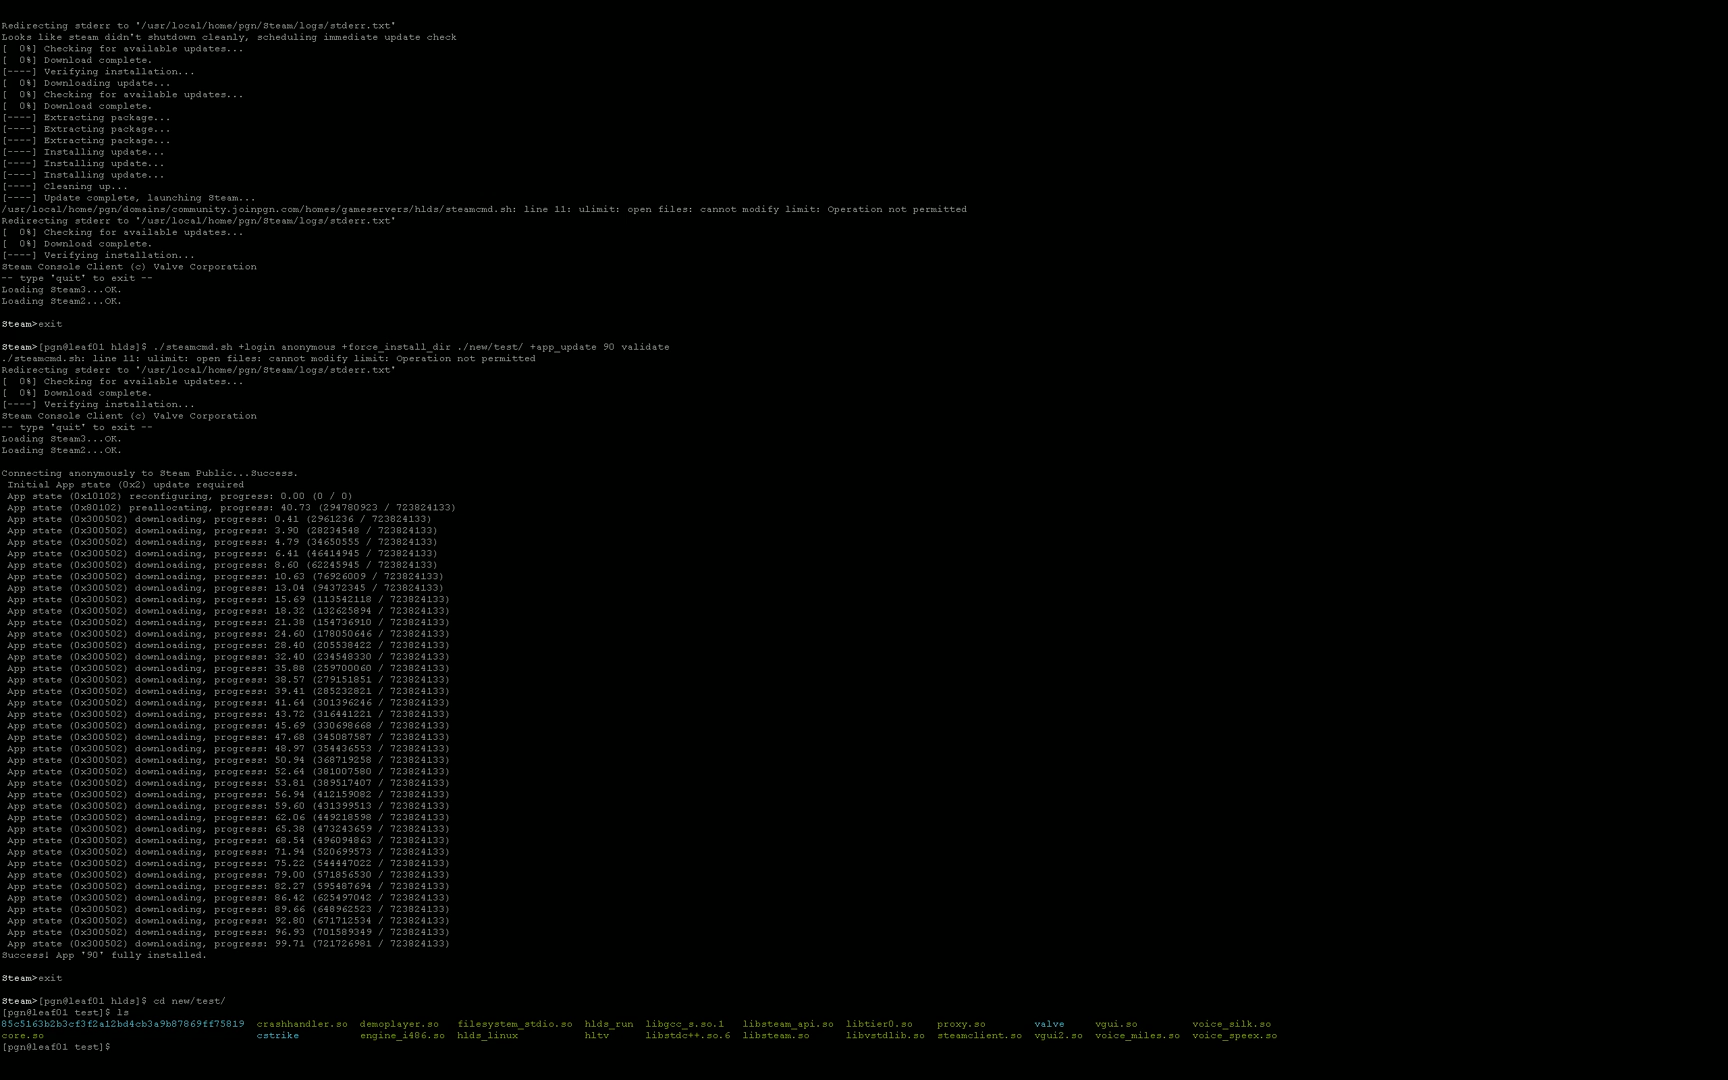 Redirecting stderr to '/usr/local/home/pgn/Steam/logs/stderr.txt'
Looks like steam didn't shutdown cleanly, scheduling immediate update check
[  0%] Checking for available updates...
[  0%] Download complete.
[----] Verifying installation...
[  0%] Downloading update...
[  0%] Checking for available updates...
[  0%] Download complete.
[----] Extracting package...
[----] Extracting package...
[----] Extracting package...
[----] Installing update...
[----] Installing update...
[----] Installing update...
[----] Cleaning up...
[----] Update complete, launching Steam...
/usr/local/home/pgn/domains/community.joinpgn.com/homes/gameservers/hlds/steamcmd.sh: line 11: ulimit: open files: cannot modify limit: Operation not permitted
Redirecting stderr to '/usr/local/home/pgn/Steam/logs/stderr.txt'
[  0%] Checking for available updates...
[  0%] Download complete.
[----] Verifying installation...
Steam Console Client (c) Valve Corporation
-- type 'quit' to exit --
Loading Steam3...OK.
Loading Steam2...OK.
Steam>exit
Steam>[pgn@leaf01 hlds]$ ./steamcmd.sh +login anonymous +force_install_dir ./new/test/ +app_update 90 validate
./steamcmd.sh: line 11: ulimit: open files: cannot modify limit: Operation not permitted
Redirecting stderr to '/usr/local/home/pgn/Steam/logs/stderr.txt'
[  0%] Checking for available updates...
[  0%] Download complete.
[----] Verifying installation...
Steam Console Client (c) Valve Corporation
-- type 'quit' to exit --
Loading Steam3...OK.
Loading Steam2...OK.
Connecting anonymously to Steam Public...Success.
Initial App state (0x2) update required
App state (0x10102) reconfiguring, progress: 0.00 (0 / 0)
App state (0x80102) preallocating, progress: 40.73 (294780923 / 723824133)
App state (0x300502) downloading, progress: 0.41 (2961236 / 723824133)
App state (0x300502) downloading, progress: 3.90 (28234548 / 723824133)
App state (0x300502) downloading, progress: 4.79 (34650555 / 723824133)
App state (0x300502) downloading, progress: 6.41 (46414945 / 723824133)
App state (0x300502) downloading, progress: 8.60 (62245945 / 723824133)
App state (0x300502) downloading, progress: 10.63 (76926009 / 723824133)
App state (0x300502) downloading, progress: 13.04 (94372345 / 723824133)
App state (0x300502) downloading, progress: 15.69 (113542118 / 723824133)
App state (0x300502) downloading, progress: 18.32 (132625894 / 723824133)
App state (0x300502) downloading, progress: 21.38 (154736910 / 723824133)
App state (0x300502) downloading, progress: 24.60 (178050646 / 723824133)
App state (0x300502) downloading, progress: 28.40 (205538422 / 723824133)
App state (0x300502) downloading, progress: 32.40 (234548330 / 723824133)
App state (0x300502) downloading, progress: 35.88 (259700060 / 723824133)
App state (0x300502) downloading, progress: 38.57 (279151851 / 723824133)
App state (0x300502) downloading, progress: 39.41 (285232821 / 723824133)
App state (0x300502) downloading, progress: 41.64 (301396246 / 723824133)
App state (0x300502) downloading, progress: 43.72 (316441221 / 723824133)
App state (0x300502) downloading, progress: 45.69 (330698668 / 723824133)
App state (0x300502) downloading, progress: 47.68 (345087587 / 723824133)
App state (0x300502) downloading, progress: 48.97 (354436553 / 723824133)
App state (0x300502) downloading, progress: 50.94 (368719258 / 723824133)
App state (0x300502) downloading, progress: 52.64 (381007580 / 723824133)
App state (0x300502) downloading, progress: 53.81 (389517407 / 723824133)
App state (0x300502) downloading, progress: 56.94 (412159082 / 723824133)
App state (0x300502) downloading, progress: 59.60 (431399513 / 723824133)
App state (0x300502) downloading, progress: 62.06 (449218598 / 723824133)
App state (0x300502) downloading, progress: 65.38 (473243659 / 723824133)
App state (0x300502) downloading, progress: 68.54 (496094863 / 723824133)
App state (0x300502) downloading, progress: 71.94 (520699573 / 723824133)
App state (0x300502) downloading, progress: 75.22 (544447022 / 723824133)
App state (0x300502) downloading, progress: 79.00 (571856530 / 723824133)
App state (0x300502) downloading, progress: 82.27 (595487694 / 723824133)
App state (0x300502) downloading, progress: 86.42 (625497042 / 723824133)
App state (0x300502) downloading, progress: 89.66 (648962523 / 723824133)
App state (0x300502) downloading, progress: 92.80 (671712534 / 723824133)
App state (0x300502) downloading, progress: 96.93 (701589349 / 723824133)
App state (0x300502) downloading, progress: 99.71 (721726981 / 723824133)
Success! App '90' fully installed.
Steam>exit
Steam>[pgn@leaf01 hlds]$ cd new/test/
[pgn@leaf01 test]$ ls
85c5163b2b3cf3f2a12bd4cb3a9b87869ff75819  crashhandler.so  demoplayer.so  filesystem_stdio.so  hlds_run  libgcc_s.so.1  libsteam_api.so  libtier0.so  proxy.so  valve  vgui.so  voice_silk.so
core.so  cstrike  engine_i486.so  hlds_linux  hltv  libstdc++.so.6  libsteam.so  libvstdlib.so  steamclient.so  vgui2.so  voice_miles.so  voice_speex.so
[pgn@leaf01 test]$